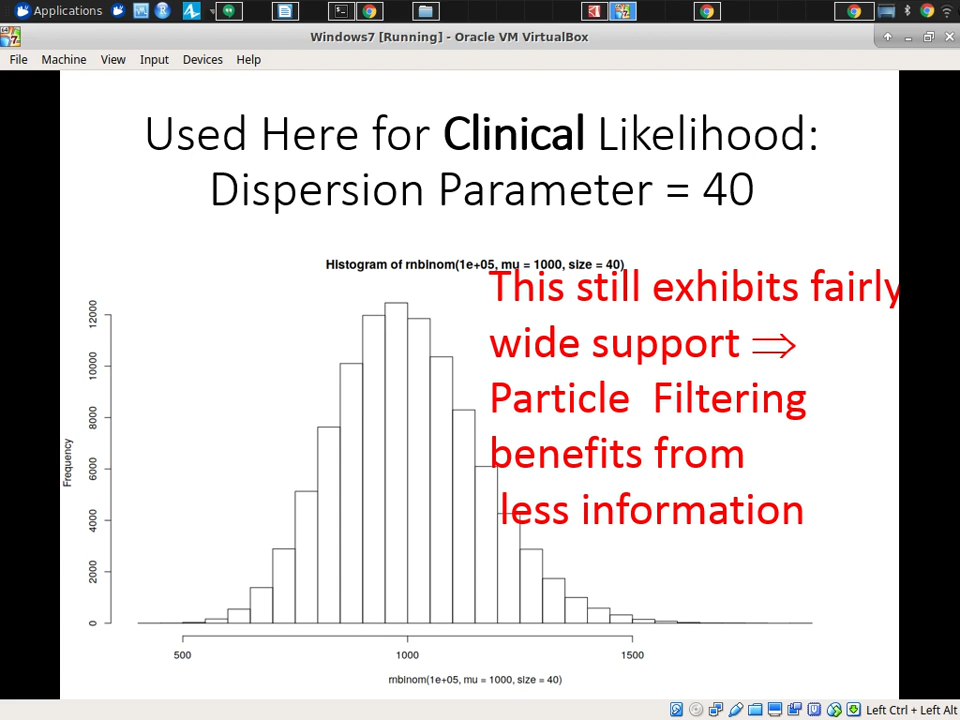 Applications
Windows7 [Running] - Oracle VM VirtualBox
File Machine View Input Devices Help
Used Here for Clinical Likelihood:
Dispersion Parameter = 40
Histogram of rnbinom(1e+05, mu = 1000, size = 40)
This still exhibits fairly
wide support ⇒
Particle Filtering
benefits from
less information
Frequency
12000
10000
8000
6000
4000
2000
0
500 1000 1500
rnbinom(1e+05, mu = 1000, size = 40)
Left Ctrl + Left Alt